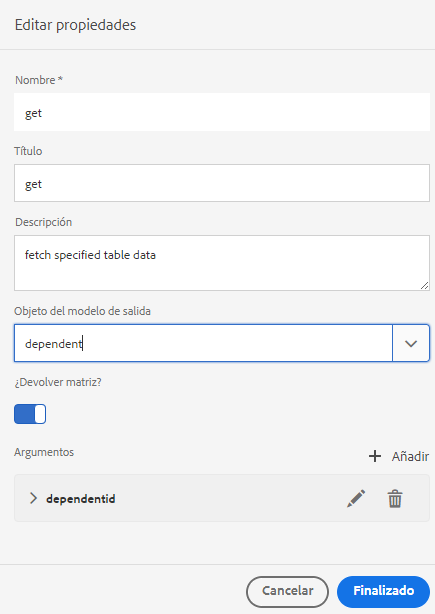 Editar propiedades
Nombre *
get
Título
get
Descripción
fetch specified table data
Objeto del modelo de salida
dependent
¿Devolver matriz?
Argumentos
Añadir
dependentid
Cancelar
Finalizado